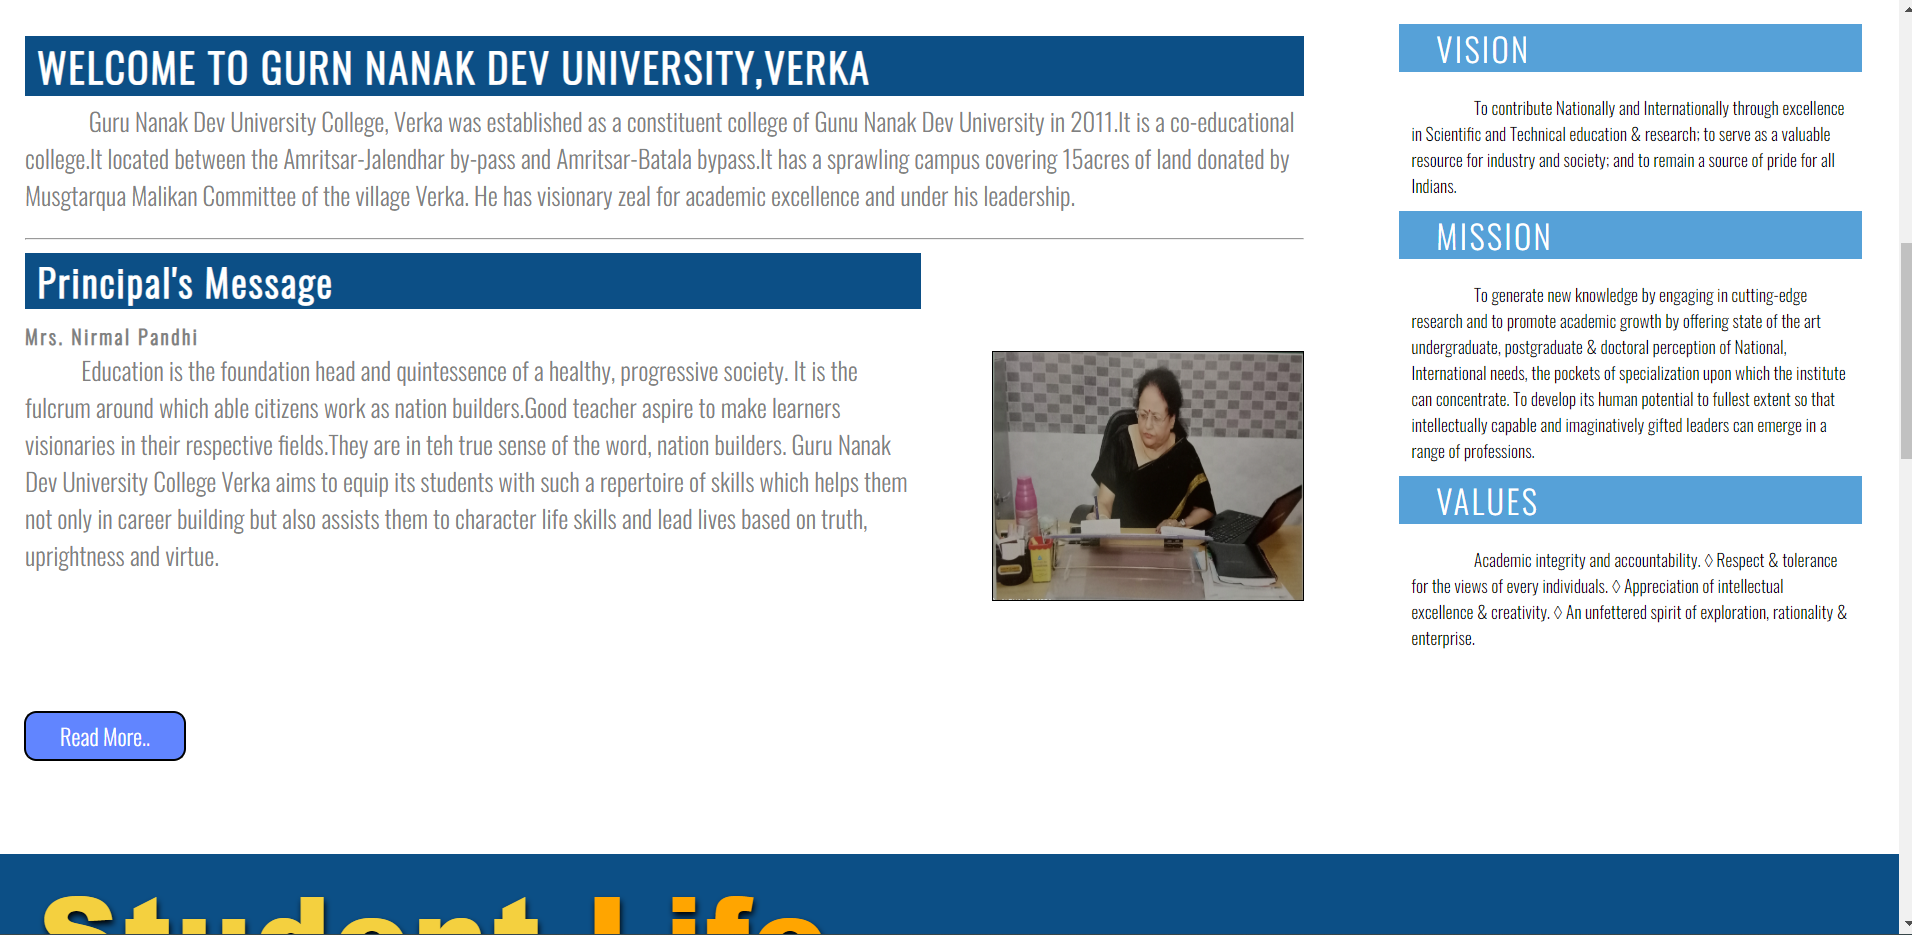 WELCOME TO GURN NANAK DEV UNIVERSITY,VERKA
Guru Nanak Dev University College, Verka was established as a constituent college of Gunu Nanak Dev University in 2011.It is a co-educational
college.It located between the Amritsar-Jalendhar by-pass and Amritsar-Batala bypass.It has a sprawling campus covering 15acres of land donated by
Musgtarqua Malikan Committee of the village Verka. He has visionary zeal for academic excellence and under his leadership.
Principal's Message
Mrs. Nirmal Pandhi
Education is the foundation head and quintessence of a healthy, progressive society. It is the
fulcrum around which able citizens work as nation builders.Good teacher aspire to make learners
visionaries in their respective fields.They are in teh true sense of the word, nation builders. Guru Nanak
Dev University College Verka aims to equip its students with such a repertoire of skills which helps them
not only in career building but also assists them to character life skills and lead lives based on truth,
uprightness and virtue.
Read More..
VISION
To contribute Nationally and Internationally through excellence
in Scientific and Technical education & research; to serve as a valuable
resource for industry and society; and to remain a source of pride for all
Indians.
MISSION
To generate new knowledge by engaging in cutting-edge
research and to promote academic growth by offering state of the art
undergraduate, postgraduate & doctoral perception of National,
International needs, the pockets of specialization upon which the institute
can concentrate. To develop its human potential to fullest extent so that
intellectually capable and imaginatively gifted leaders can emerge in a
range of professions.
VALUES
Academic integrity and accountability. ◊ Respect & tolerance
for the views of every individuals. ◊ Appreciation of intellectual
excellence & creativity. ◊ An unfettered spirit of exploration, rationality &
enterprise.
Student Life